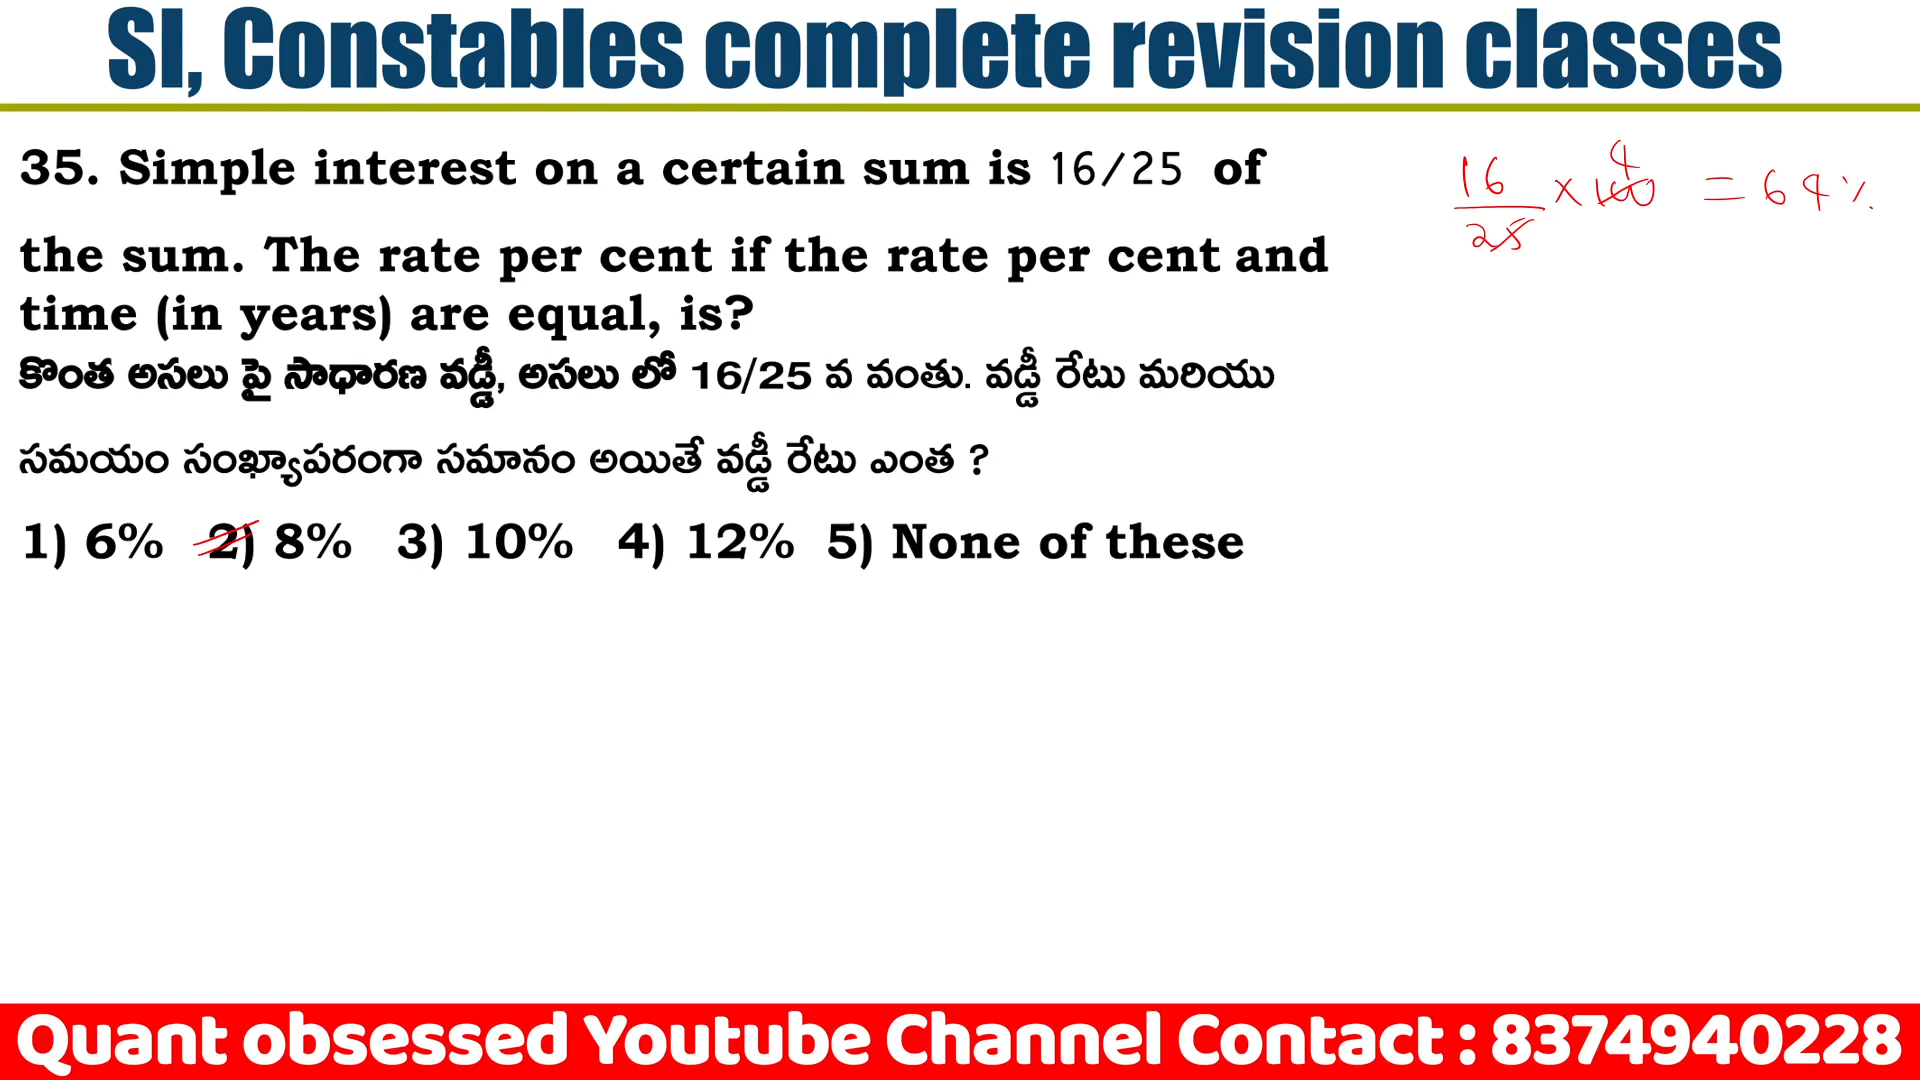 SI, Constables complete revision classes
35. Simple interest on a certain sum is 16/25 of
the sum. The rate per cent if the rate per cent and
time (in years) are equal, is?
కొంత అసలు పై సాధారణ వడ్డీ, అసలు లో 16/25 వ వంతు. వడ్డీ రేటు మరియు
సమయం సంఖ్యాపరంగా సమానం అయితే వడ్డీ రేటు ఎంత ?
1) 6% 2) 8% 3) 10% 4) 12% 5) None of these
16/25 × 100 4 = 64%
Quant obsessed Youtube Channel Contact : 8374940228